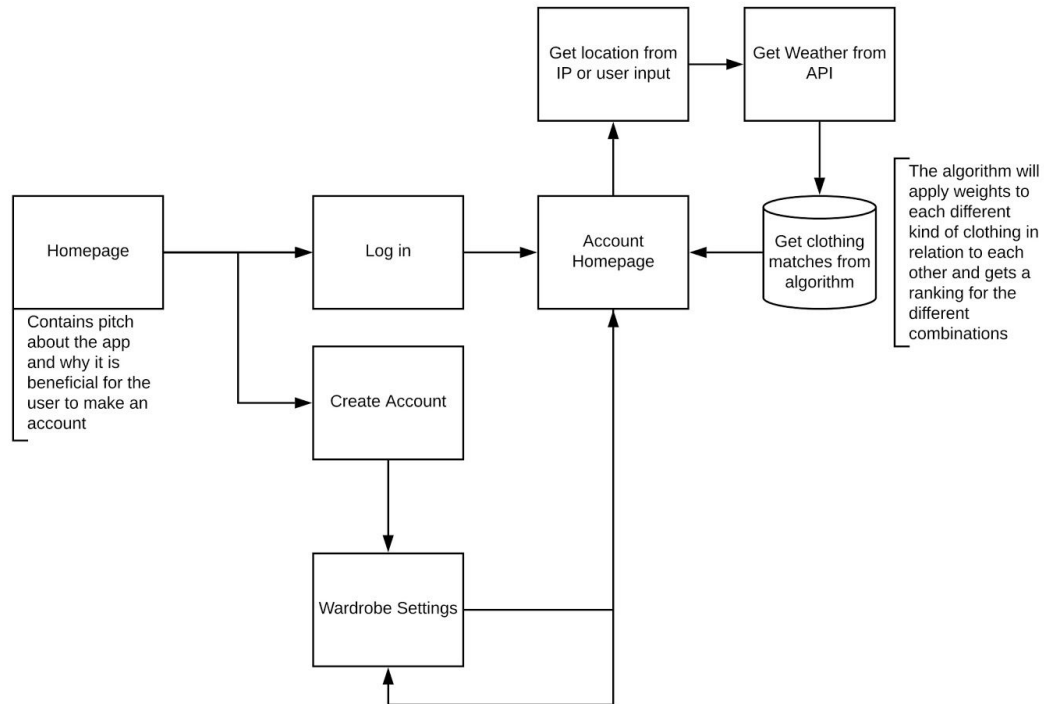 Get location from
IP or user input
Get Weather from
API
The algorithm will
apply weights to
each different
kind of clothing in
relation to each
other and gets a
ranking for the
different
combinations
Homepage
Log in
Account
Homepage
Get clothing
matches from
algorithm
Contains pitch
about the app
and why it is
beneficial for the
user to make an
account
Create Account
Wardrobe Settings